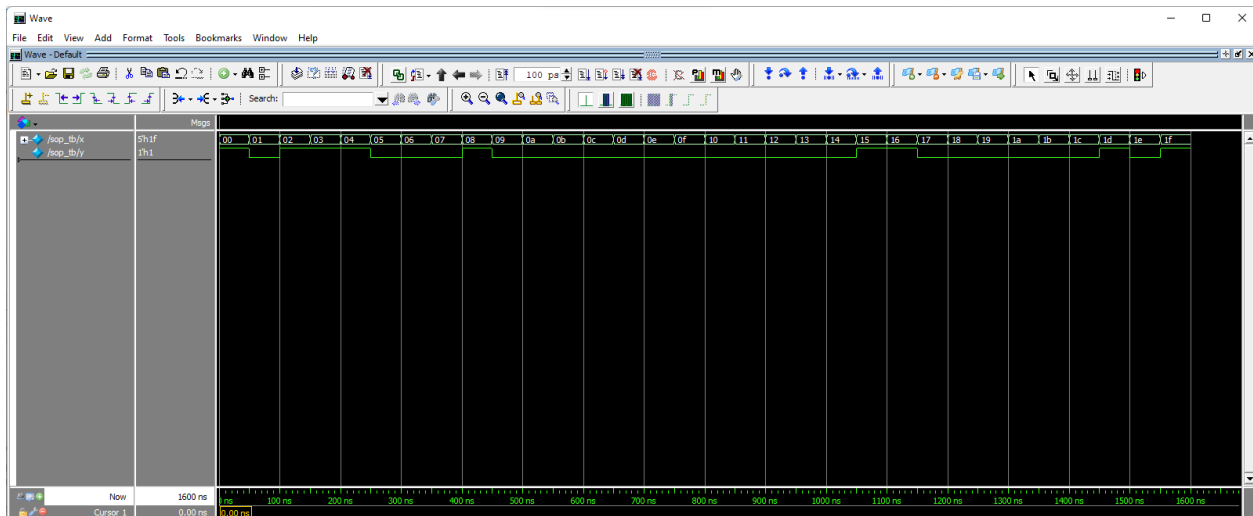 Wave
File Edit View Add Format Tools Bookmarks Window Help
Wave - Default
100 ps
Search:
Msgs
/sop_tb/x 5'h1f 00 01 02 03 04 05 06 07 08 09 0a 0b 0c 0d 0e 0f 10 11 12 13 14 15 16 17 18 19 1a 1b 1c 1d 1e 1f
/sop_tb/y 1'h1
Now 1600 ns ns 100 ns 200 ns 300 ns 400 ns 500 ns 600 ns 700 ns 800 ns 900 ns 1000 ns 1100 ns 1200 ns 1300 ns 1400 ns 1500 ns 1600 ns
Cursor 1 0.00 ns 0.00 ns